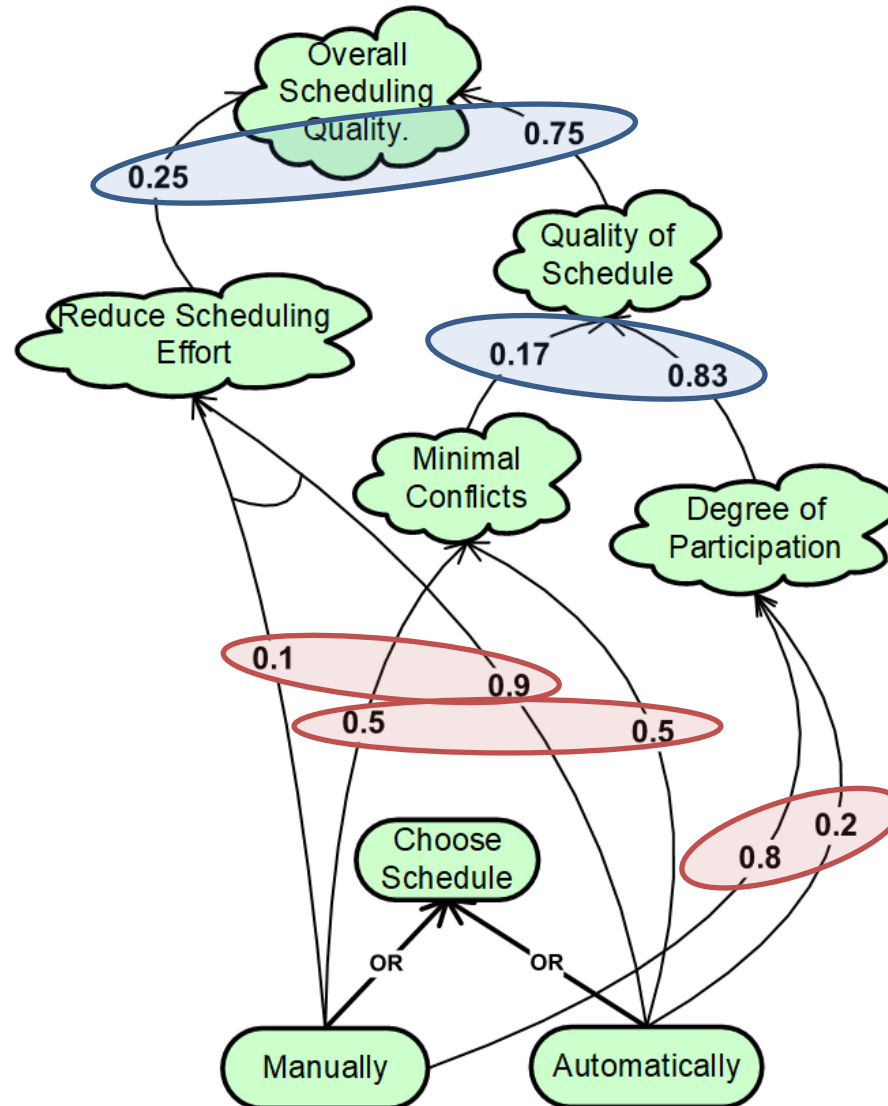 Overall
Scheduling
Quality.
0.25
0.75
Quality of
Schedule
Reduce Scheduling
Effort
0.17
0.83
Minimal
Conflicts
Degree of
Participation
0.1
0.9
0.5
0.5
0.8
0.2
Choose
Schedule
OR
OR
Manually
Automatically